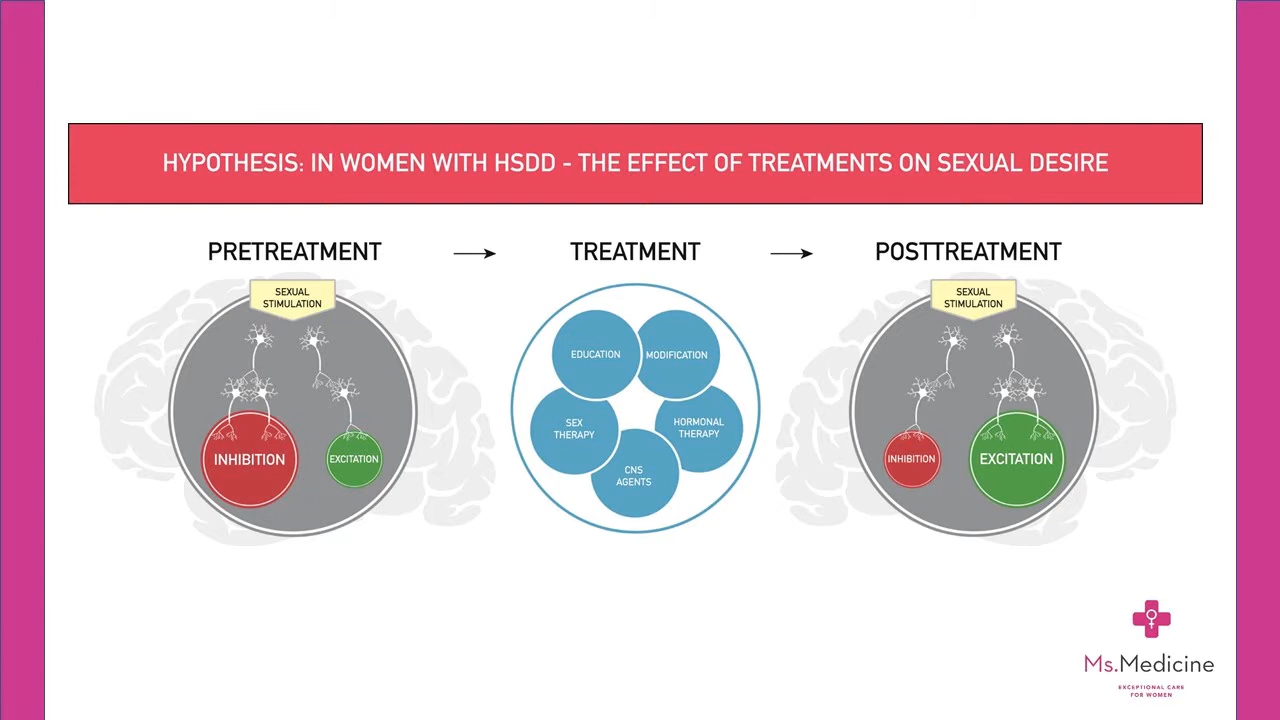 HYPOTHESIS: IN WOMEN WITH HSDD - THE EFFECT OF TREATMENTS ON SEXUAL DESIRE
PRETREATMENT
TREATMENT
POSTTREATMENT
SEXUAL
STIMULATION
INHIBITION
EXCITATION
EDUCATION
MODIFICATION
SEX
THERAPY
HORMONAL
THERAPY
CNS
AGENTS
SEXUAL
STIMULATION
INHIBITION
EXCITATION
Ms.Medicine
EXCEPTIONAL CARE
FOR WOMEN